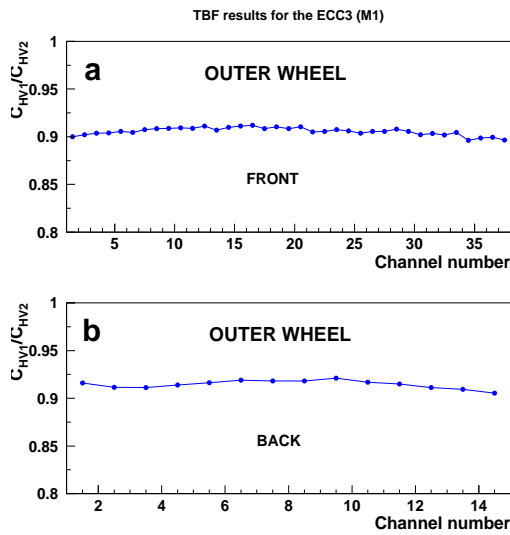 TBF results for the ECC3 (M1)
C_HV1/C_HV2
1
0.95
0.9
0.85
0.8
a
OUTER WHEEL
FRONT
5 10 15 20 25 30 35
Channel number
C_HV1/C_HV2
1
0.95
0.9
0.85
0.8
b
OUTER WHEEL
BACK
2 4 6 8 10 12 14
Channel number